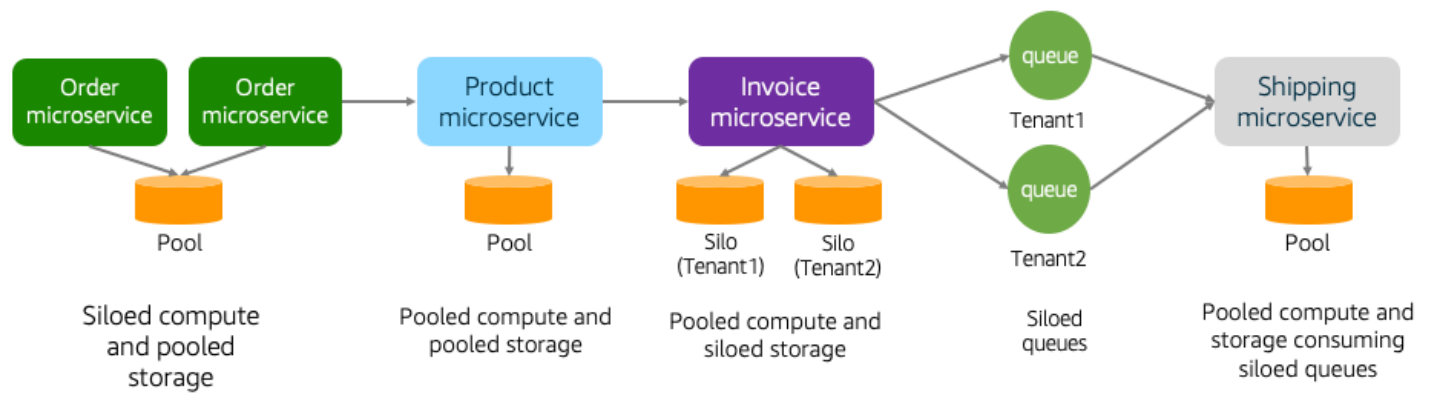 Order
microservice
Order
microservice
Product
microservice
Invoice
microservice
queue
Tenant1
queue
Tenant2
Shipping
microservice
Pool
Pool
Silo
(Tenant1)
Silo
(Tenant2)
Pool
Siloed compute
and pooled
storage
Pooled compute and
pooled storage
Pooled compute and
siloed storage
Siloed
queues
Pooled compute and
storage consuming
siloed queues